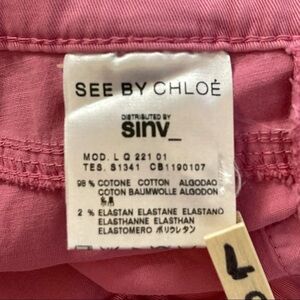 SEE BY CHLOÉ
DISTRIBUTED BY
sinv_
MOD. L Q 221 01
TES. S1341 CB1190107
98 % COTONE COTTON ALGODAO
COTON BAUMWOLLE ALGODON
綿
2 % ELASTAN ELASTANE ELASTANO
ELASTHANNE ELASTHAN
ELASTOMERO ポリウレタン
L